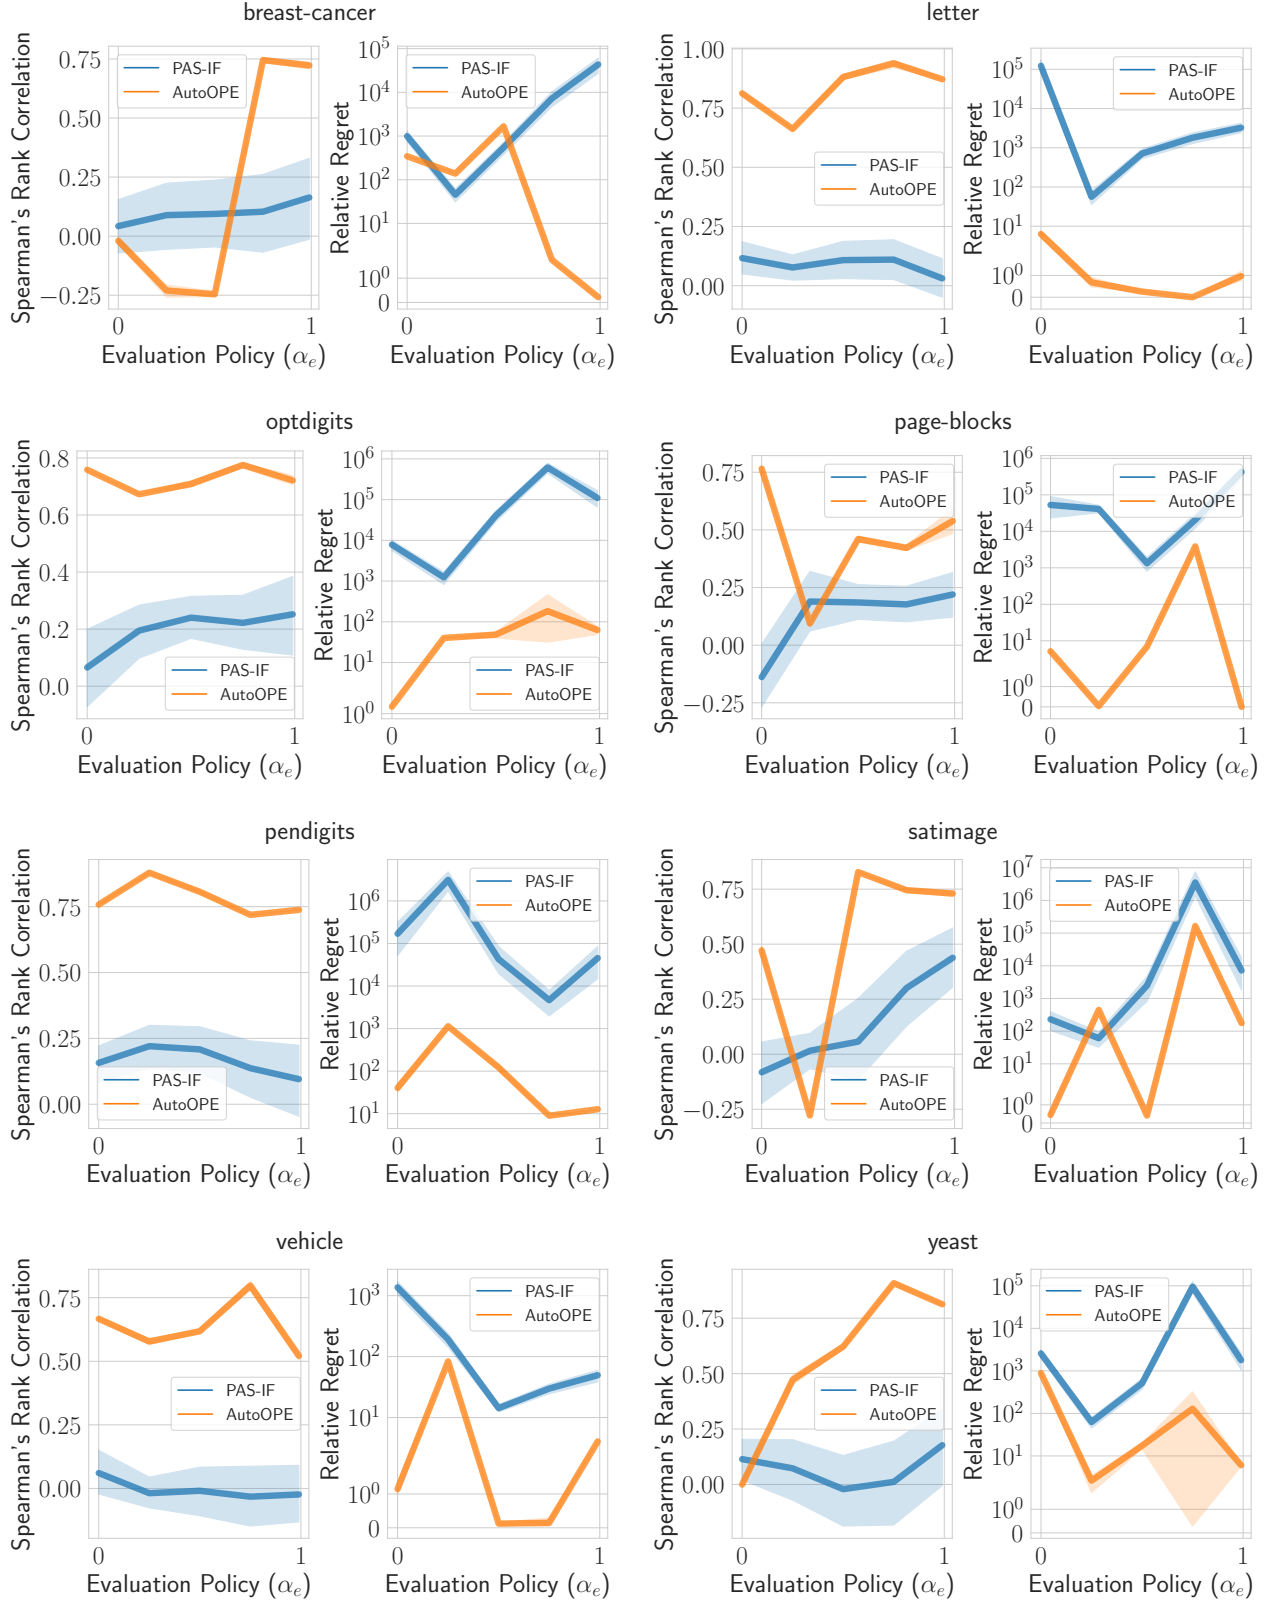 breast-cancer
Spearman's Rank Correlation
0.75
0.50
0.25
0.00
−0.25
PAS-IF
AutoOPE
0
1
Evaluation Policy (αe)
Relative Regret
10^5
10^4
10^3
10^2
10^1
10^0
0
PAS-IF
AutoOPE
0
1
Evaluation Policy (αe)
letter
Spearman's Rank Correlation
1.00
0.75
0.50
0.25
0.00
PAS-IF
AutoOPE
0
1
Evaluation Policy (αe)
Relative Regret
10^5
10^4
10^3
10^2
10^1
10^0
0
PAS-IF
AutoOPE
0
1
Evaluation Policy (αe)
optdigits
Spearman's Rank Correlation
0.8
0.6
0.4
0.2
0.0
PAS-IF
AutoOPE
0
1
Evaluation Policy (αe)
Relative Regret
10^6
10^5
10^4
10^3
10^2
10^1
10^0
PAS-IF
AutoOPE
0
1
Evaluation Policy (αe)
page-blocks
Spearman's Rank Correlation
0.75
0.50
0.25
0.00
−0.25
PAS-IF
AutoOPE
0
1
Evaluation Policy (αe)
Relative Regret
10^6
10^5
10^4
10^3
10^2
10^1
10^0
0
PAS-IF
AutoOPE
0
1
Evaluation Policy (αe)
pendigits
Spearman's Rank Correlation
0.75
0.50
0.25
0.00
PAS-IF
AutoOPE
0
1
Evaluation Policy (αe)
Relative Regret
10^6
10^5
10^4
10^3
10^2
10^1
PAS-IF
AutoOPE
0
1
Evaluation Policy (αe)
satimage
Spearman's Rank Correlation
0.75
0.50
0.25
0.00
−0.25
PAS-IF
AutoOPE
0
1
Evaluation Policy (αe)
Relative Regret
10^7
10^6
10^5
10^4
10^3
10^2
10^1
10^0
0
PAS-IF
AutoOPE
0
1
Evaluation Policy (αe)
vehicle
Spearman's Rank Correlation
0.75
0.50
0.25
0.00
PAS-IF
AutoOPE
0
1
Evaluation Policy (αe)
Relative Regret
10^3
10^2
10^1
10^0
0
PAS-IF
AutoOPE
0
1
Evaluation Policy (αe)
yeast
Spearman's Rank Correlation
0.75
0.50
0.25
0.00
PAS-IF
AutoOPE
0
1
Evaluation Policy (αe)
Relative Regret
10^5
10^4
10^3
10^2
10^1
10^0
0
PAS-IF
AutoOPE
0
1
Evaluation Policy (αe)